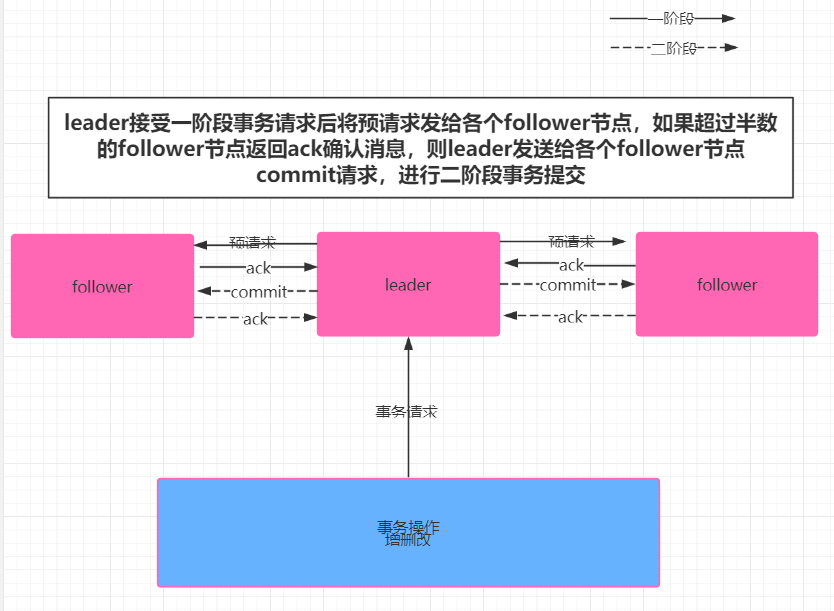 一阶段
二阶段
leader接受一阶段事务请求后将预请求发给各个follower节点，如果超过半数
的follower节点返回ack确认消息，则leader发送给各个follower节点
commit请求，进行二阶段事务提交
预请求
预请求
ack
ack
follower
leader
follower
commit
commit
ack
ack
事务请求
事务操作
增删改